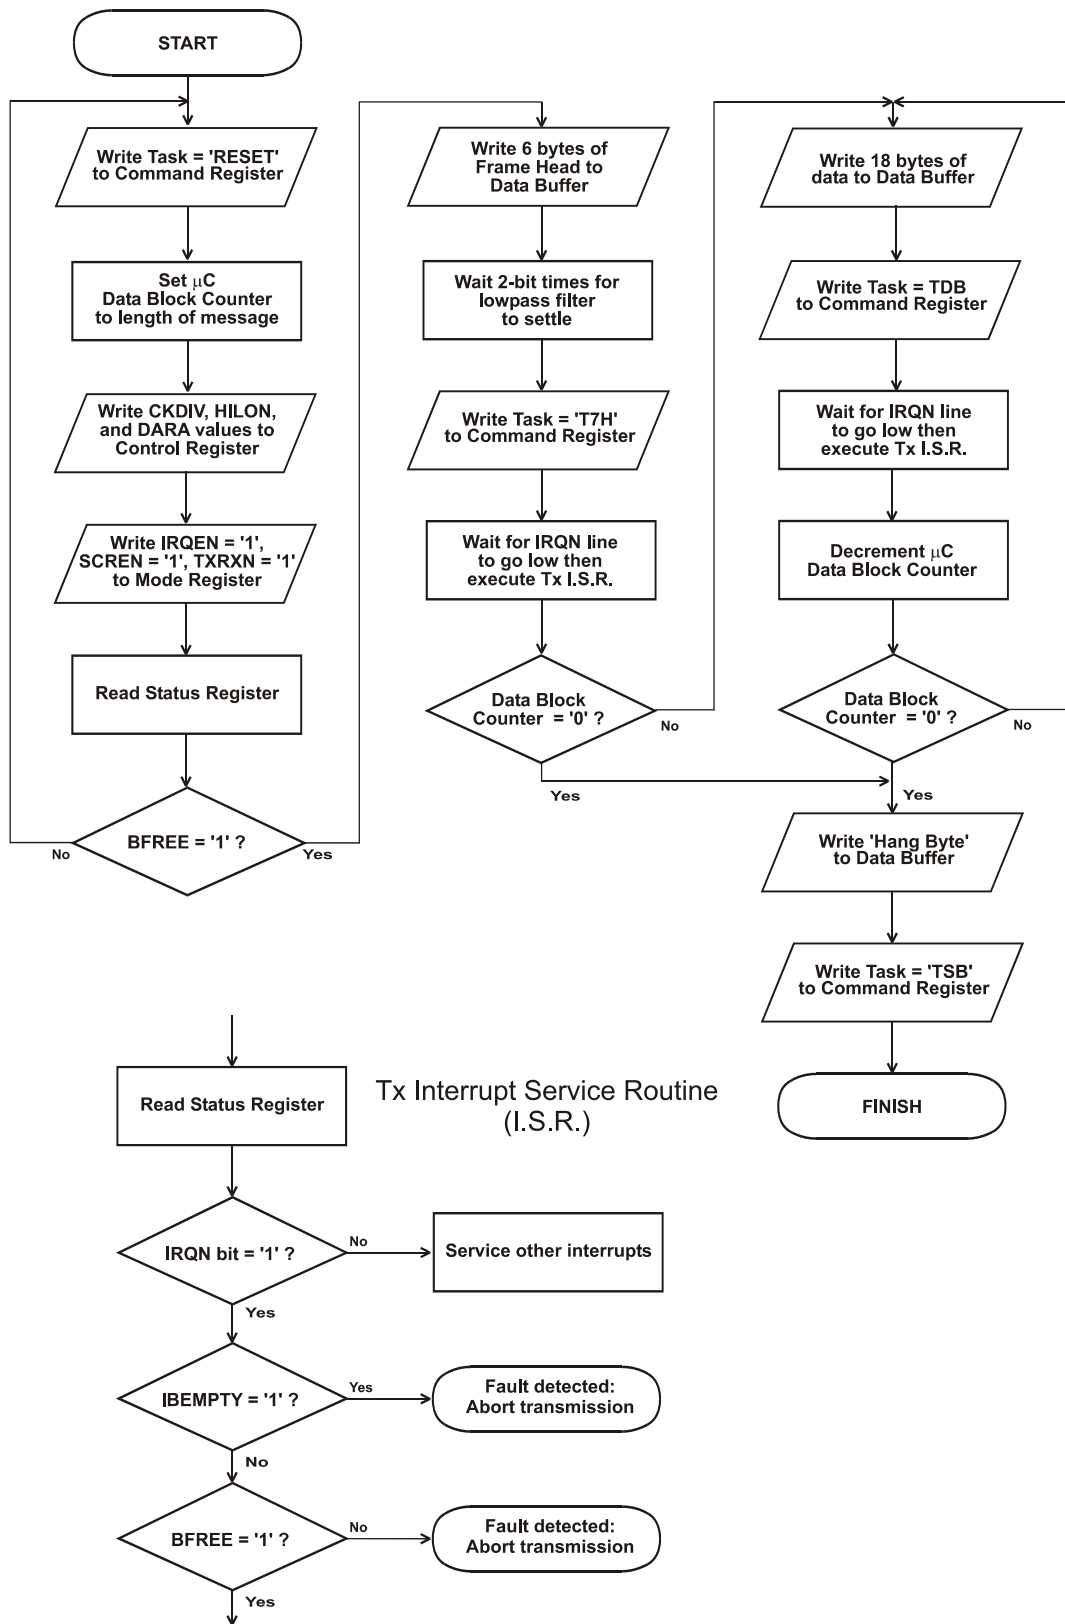 START
Write Task = 'RESET'
to Command Register
Set μC
Data Block Counter
to length of message
Write CKDIV, HILON,
and DARA values to
Control Register
Write IRQEN = '1',
SCREN = '1', TXRXN = '1'
to Mode Register
Read Status Register
BFREE = '1' ?
No
Yes
Write 6 bytes of
Frame Head to
Data Buffer
Wait 2-bit times for
lowpass filter
to settle
Write Task = 'T7H'
to Command Register
Wait for IRQN line
to go low then
execute Tx I.S.R.
Data Block
Counter = '0' ?
No
Yes
Write 18 bytes of
data to Data Buffer
Write Task = TDB
to Command Register
Wait for IRQN line
to go low then
execute Tx I.S.R.
Decrement μC
Data Block Counter
Data Block
Counter = '0' ?
No
Yes
Write 'Hang Byte'
to Data Buffer
Write Task = 'TSB'
to Command Register
FINISH
Tx Interrupt Service Routine
(I.S.R.)
Read Status Register
IRQN bit = '1' ?
No
Service other interrupts
Yes
IBEMPTY = '1' ?
Yes
Fault detected:
Abort transmission
No
BFREE = '1' ?
No
Fault detected:
Abort transmission
Yes